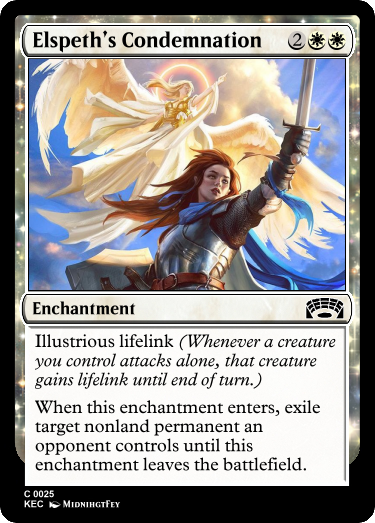 Elspeth's Condemnation 2
Enchantment
Illustrious lifelink (Whenever a creature
you control attacks alone, that creature
gains lifelink until end of turn.)
When this enchantment enters, exile
target nonland permanent an
opponent controls until this
enchantment leaves the battlefield.
C 0025
KEC MidnihgtFey